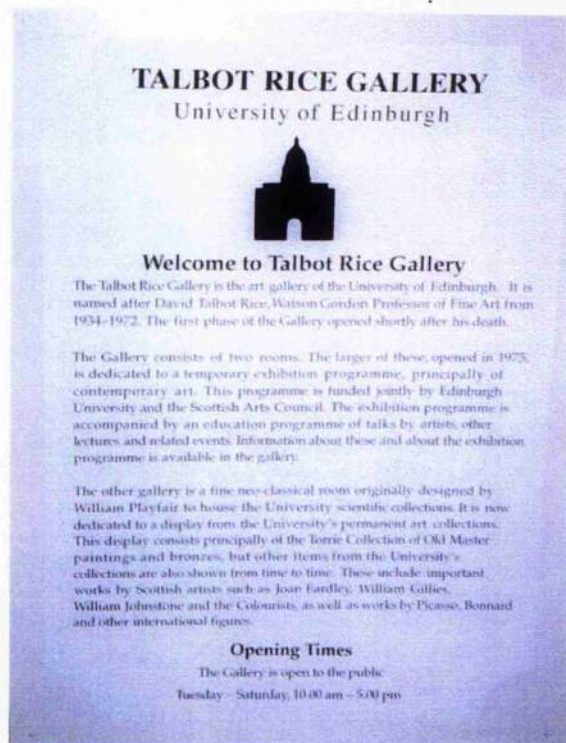 TALBOT RICE GALLERY
University of Edinburgh
Welcome to Talbot Rice Gallery
The Talbot Rice Gallery is the art gallery of the University of Edinburgh. It is
named after David Talbot Rice, Watson Gordon Professor of Fine Art from
1934–1972. The first phase of the Gallery opened shortly after his death.
The Gallery consists of two rooms. The larger of these, opened in 1975,
is dedicated to a temporary exhibition programme, principally of
contemporary art. This programme is funded jointly by Edinburgh
University and the Scottish Arts Council. The exhibition programme is
accompanied by an education programme of talks by artists, other
lectures and related events. Information about these and about the exhibition
programme is available in the gallery.
The other gallery is a fine neo-classical room originally designed by
William Playfair to house the University scientific collections. It is now
dedicated to a display from the University's permanent art collections.
This display consists principally of the Torrie Collection of Old Master
paintings and bronzes, but other items from the University's
collections are also shown from time to time. These include important
works by Scottish artists such as Joan Eardley, William Gillies,
William Johnstone and the Colourists, as well as works by Picasso, Bonnard
and other international figures.
Opening Times
The Gallery is open to the public
Tuesday – Saturday, 10.00 am – 5.00 pm